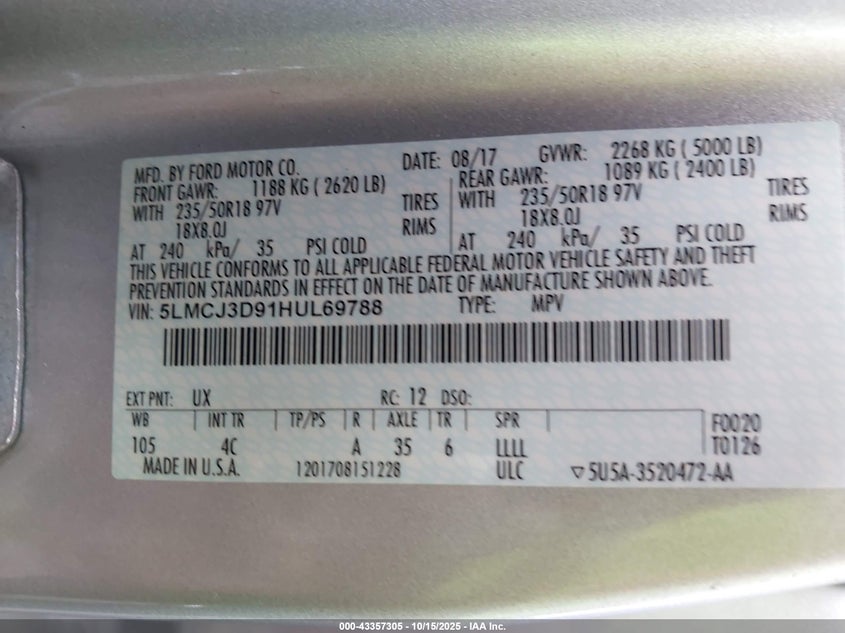 MFD. BY FORD MOTOR CO. DATE: 08/17 GVWR: 2268 KG ( 5000 LB)
FRONT GAWR: 1188 KG ( 2620 LB) REAR GAWR: 1089 KG ( 2400 LB)
WITH 235/50R18 97V TIRES WITH 235/50R18 97V TIRES
18X8.0J RIMS 18X8.0J RIMS
AT 240 kPa/ 35 PSI COLD AT 240 kPa/ 35 PSI COLD
THIS VEHICLE CONFORMS TO ALL APPLICABLE FEDERAL MOTOR VEHICLE SAFETY AND THEFT
PREVENTION STANDARDS IN EFFECT ON THE DATE OF MANUFACTURE SHOWN ABOVE.
VIN: 5LMCJ3D91HUL69788 TYPE: MPV
EXT PNT: UX RC: 12 DSO:
WB INT TR TP/PS R AXLE TR SPR F0020
105 4C A 35 6 LLLL T0126
MADE IN U.S.A. 1201708151228 ULC ▽5U5A-3520472-AA
000-43357305 - 10/15/2025 - IAA Inc.